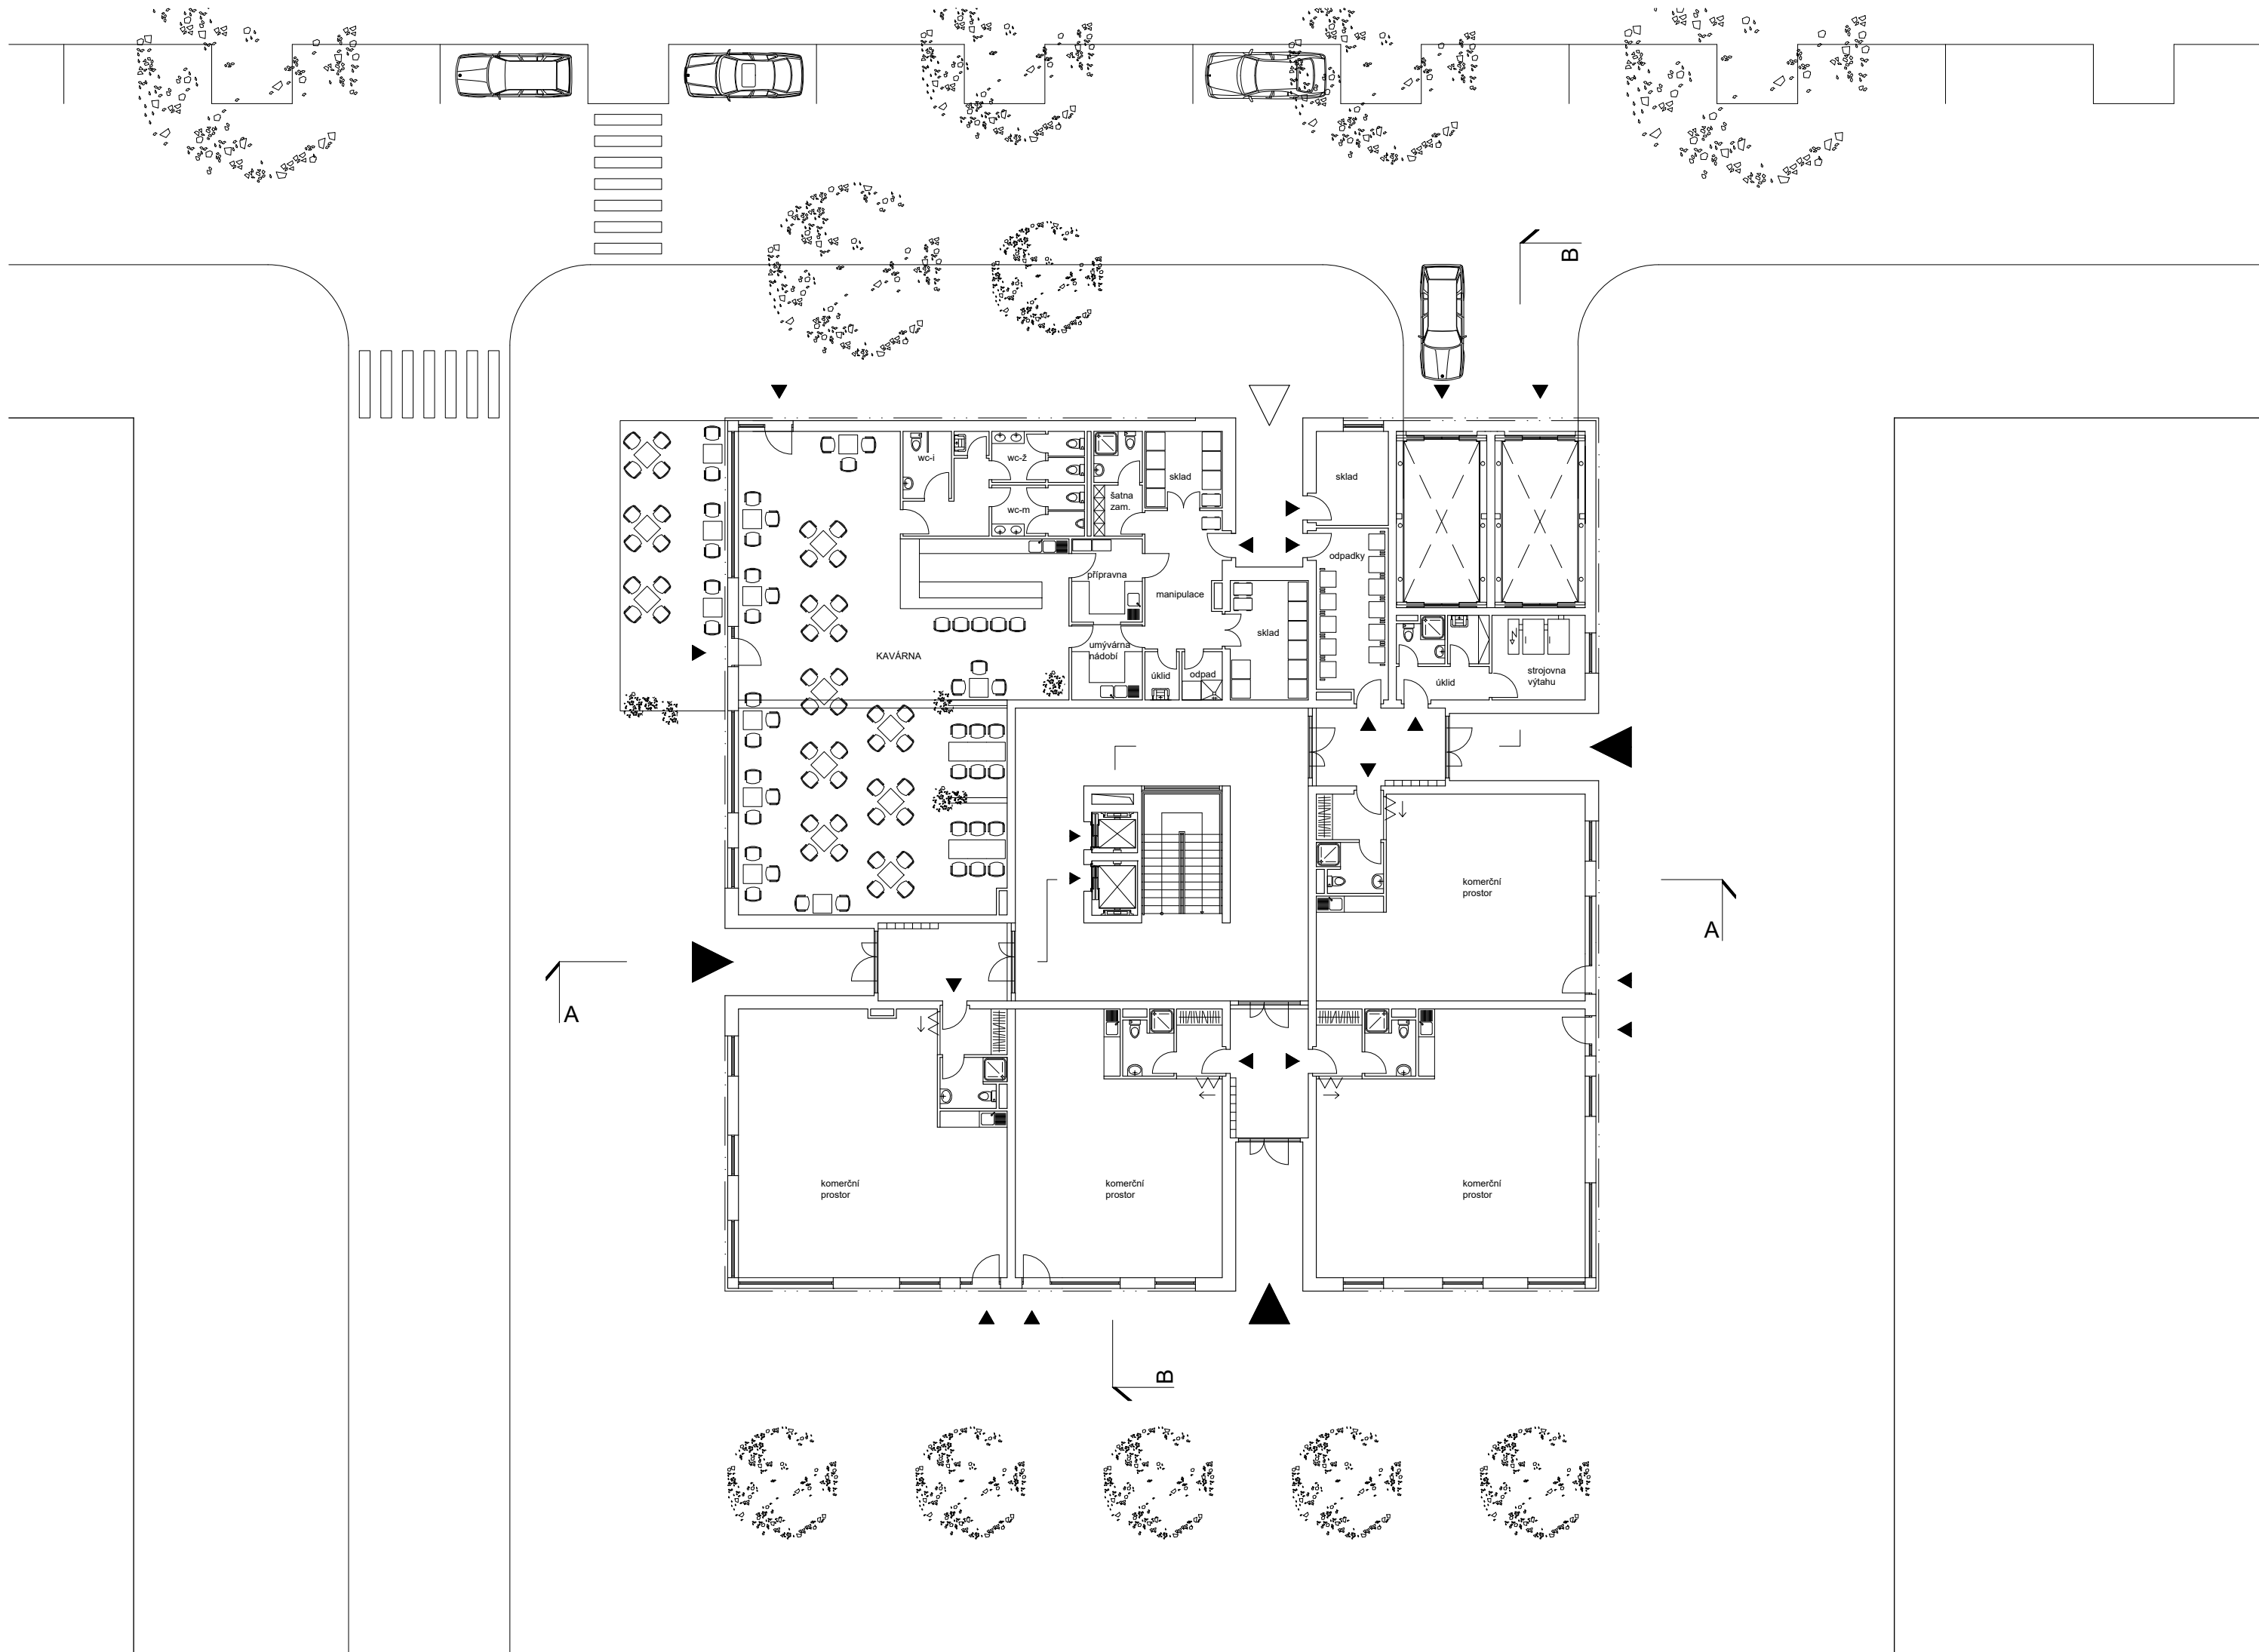 B
wc-i
wc-ž
sklad
sklad
šatna
zam.
wc-m
odpadky
přípravna
manipulace
sklad
umývárna
nádobí
KAVÁRNA
úklid
odpad
úklid
strojovna
výtahu
komerční
prostor
A
A
komerční
prostor
komerční
prostor
komerční
prostor
B